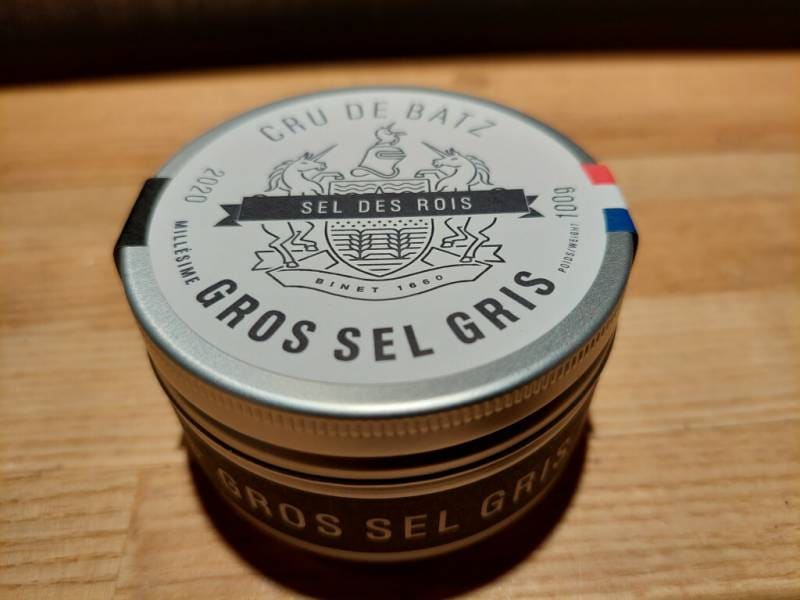 CRU DE BATZ
2020
MILLÉSIME
SEL DES ROIS
100g
POIDS/WEIGHT
BINET 1660
GROS SEL GRIS
GROS SEL GRIS